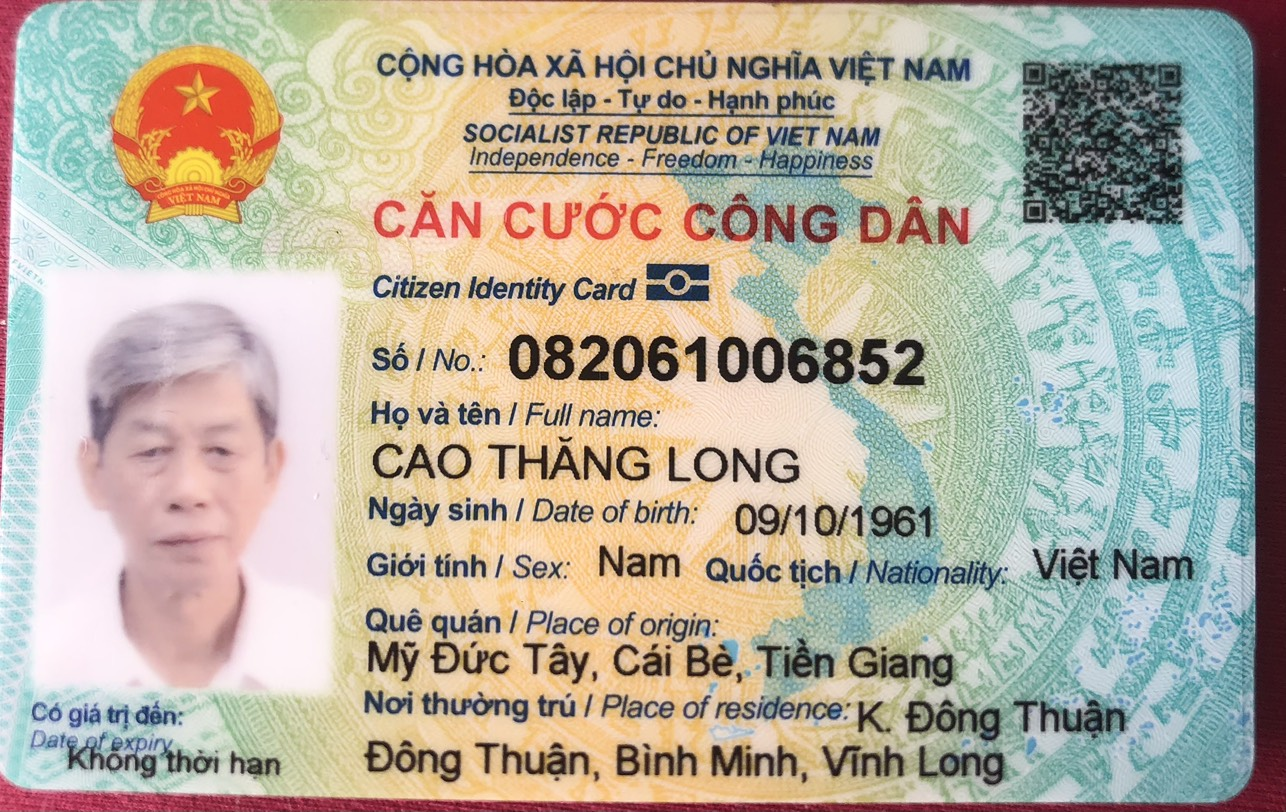 CỘNG HÒA XÃ HỘI CHỦ NGHĨA VIỆT NAM
Độc lập - Tự do - Hạnh phúc
SOCIALIST REPUBLIC OF VIET NAM
Independence - Freedom - Happiness
VIỆT NAM
CĂN CƯỚC CÔNG DÂN
Citizen Identity Card
Số / No.: 082061006852
Họ và tên / Full name:
CAO THĂNG LONG
Ngày sinh / Date of birth: 09/10/1961
Giới tính / Sex: Nam Quốc tịch / Nationality: Việt Nam
Quê quán / Place of origin:
Mỹ Đức Tây, Cái Bè, Tiền Giang
Nơi thường trú / Place of residence: K. Đông Thuận
Đông Thuận, Bình Minh, Vĩnh Long
Có giá trị đến:
Date of expiry
Không thời hạn